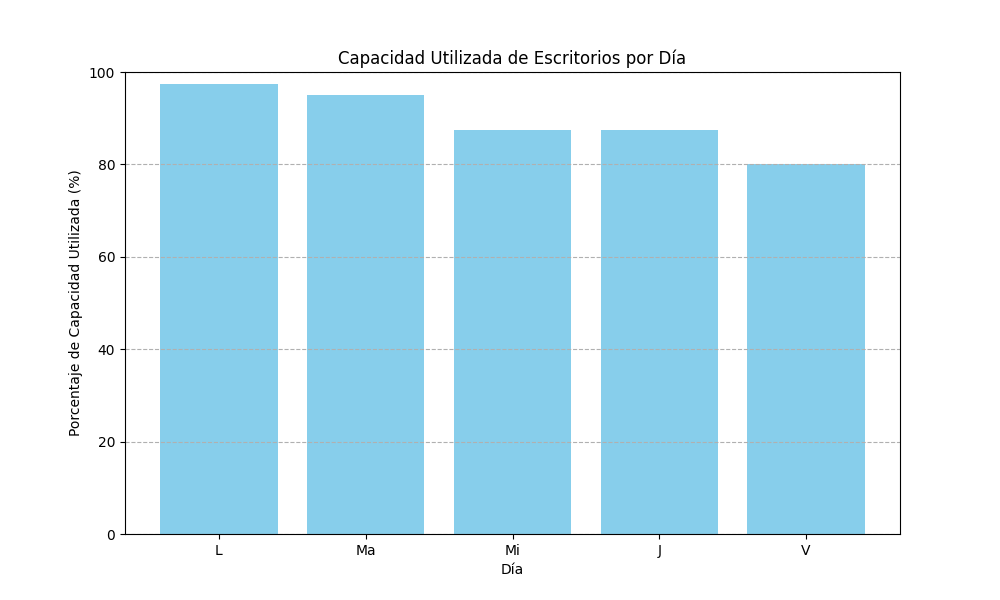 Capacidad Utilizada de Escritorios por Día
Porcentaje de Capacidad Utilizada (%)
100
80
60
40
20
0
L Ma Mi J V
Día